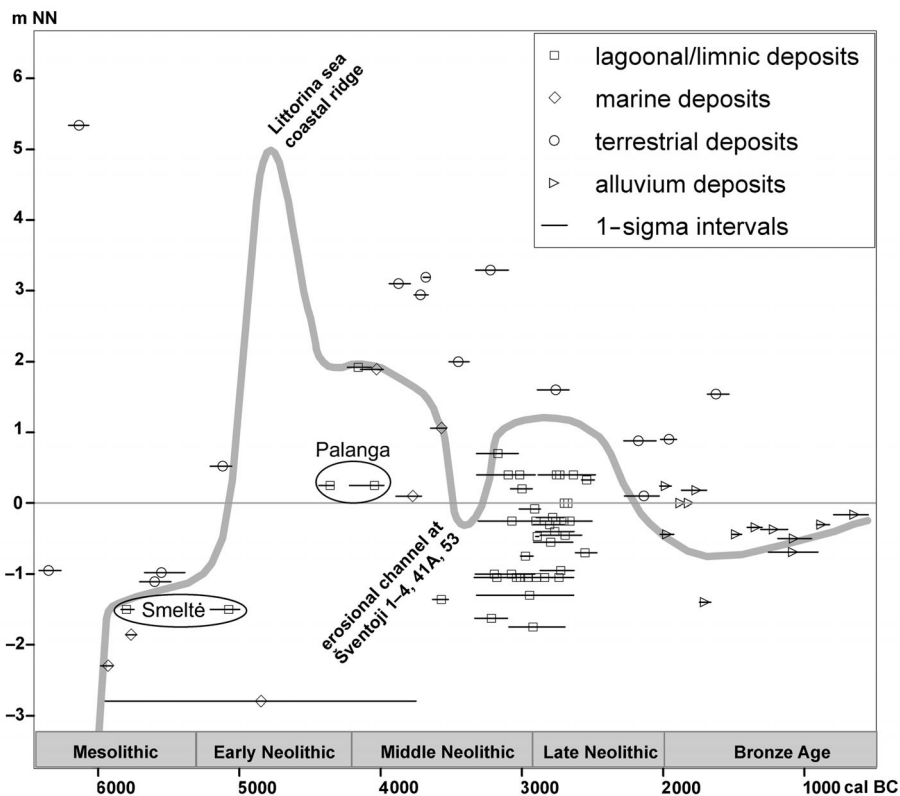 m NN
6
5
4
3
2
1
0
−1
−2
−3
Littorina sea
coastal ridge
lagoonal/limnic deposits
marine deposits
terrestrial deposits
alluvium deposits
1−sigma intervals
Palanga
Smeltė
erosional channel at
Šventoji 1−4, 41A, 53
Mesolithic
Early Neolithic
Middle Neolithic
Late Neolithic
Bronze Age
6000
5000
4000
3000
2000
1000 cal BC